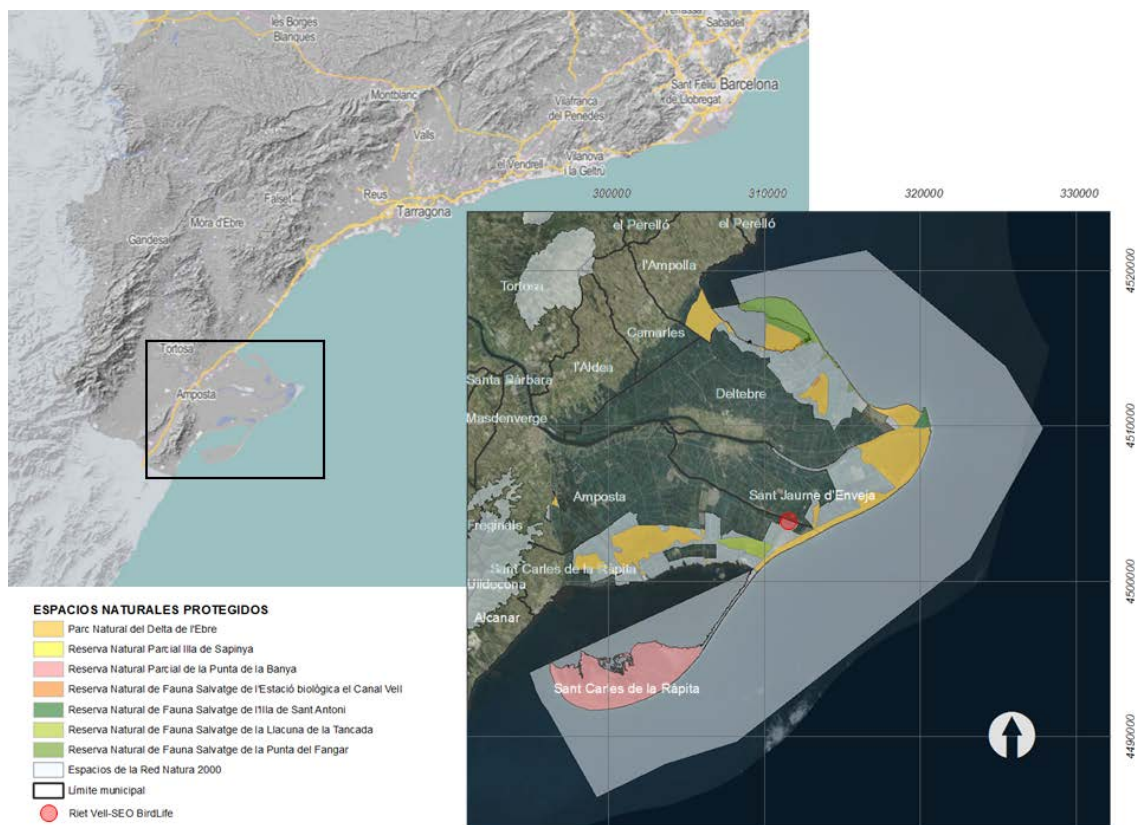 les Borges
Blanques
Terrassa
Sabadell
Montblanc
Sant Feliu
de Llobregat
Barcelona
Vilafranca
del Penedès
Valls
el Vendrell
Vilanova
i la Geltrú
Reus
Falset
Tarragona
Móra d'Ebre
Gandesa
Tortosa
Amposta
300000
310000
320000
330000
el Perelló
el Perelló
l'Ampolla
Tortosa
Camarles
l'Aldea
Santa Bàrbara
Deltebre
Masdenverge
Amposta
Sant Jaume d'Enveja
Freginals
Sant Carles de la Ràpita
Ulldecona
Alcanar
Sant Carles de la Ràpita
4520000
4510000
4500000
4490000
ESPACIOS NATURALES PROTEGIDOS
Parc Natural del Delta de l'Ebre
Reserva Natural Parcial Illa de Sapinya
Reserva Natural Parcial de la Punta de la Banya
Reserva Natural de Fauna Salvatge de l'Estació biològica el Canal Vell
Reserva Natural de Fauna Salvatge de l'Illa de Sant Antoni
Reserva Natural de Fauna Salvatge de la Llacuna de la Tancada
Reserva Natural de Fauna Salvatge de la Punta del Fangar
Espacios de la Red Natura 2000
Límite municipal
Riet Vell-SEO BirdLife